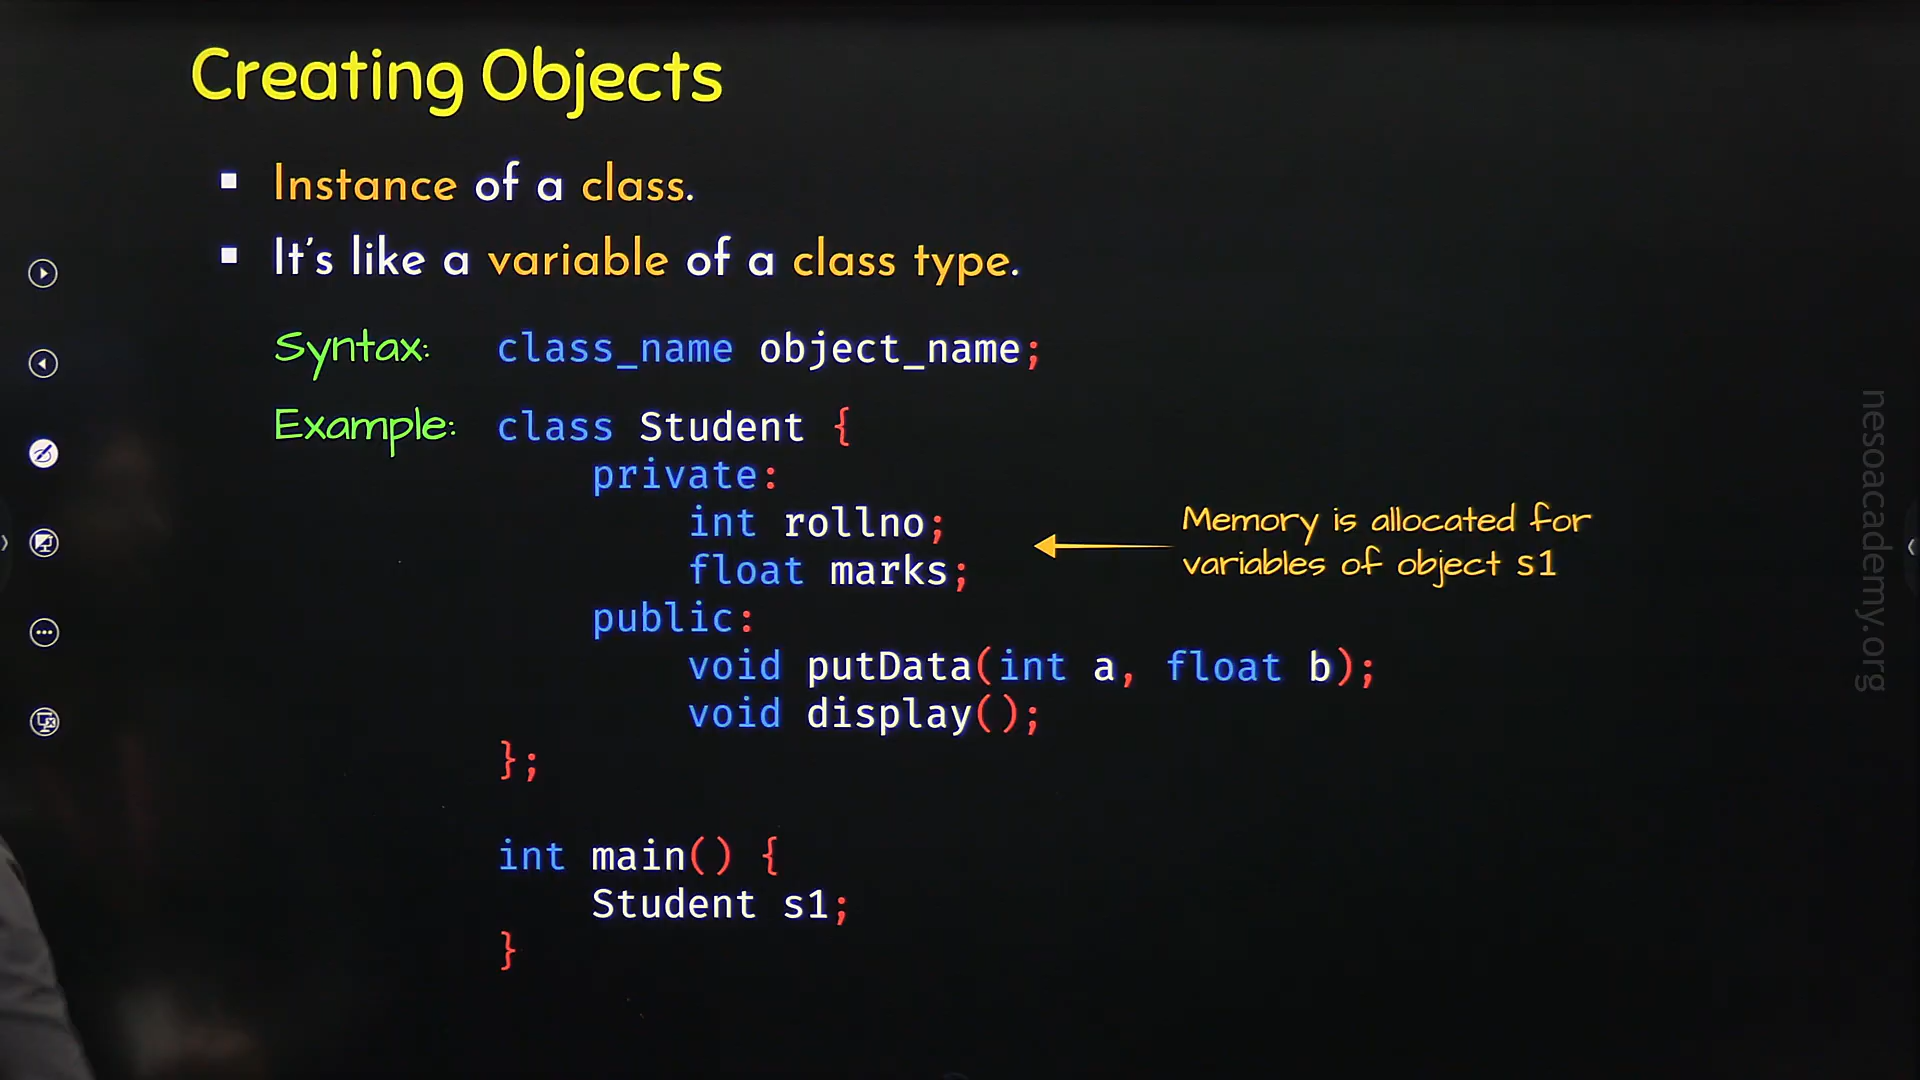 Creating Objects
▪ Instance of a class.
▪ It's like a variable of a class type.
Syntax: class_name object_name;
Example: class Student {
private:
int rollno;
float marks;
Memory is allocated for
variables of object s1
public:
void putData(int a, float b);
void display();
};
int main() {
Student s1;
}
nesoacademy.org